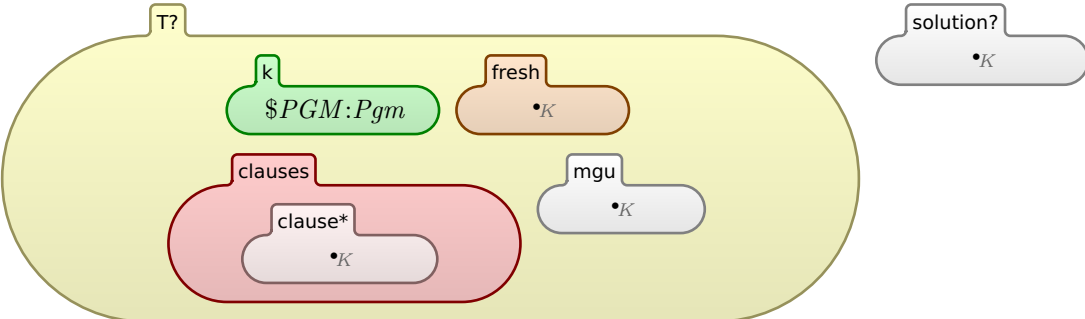 T?
solution?
•K
k
fresh
$PGM:Pgm
•K
clauses
mgu
clause*
•K
•K